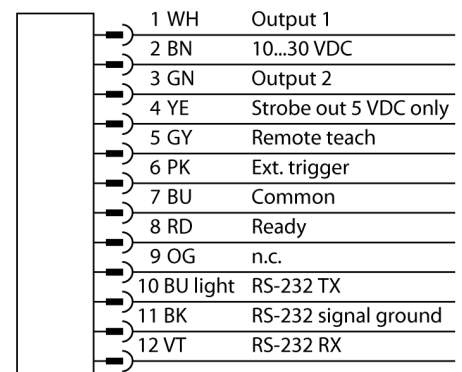 1 WH Output 1
2 BN 10...30 VDC
3 GN Output 2
4 YE Strobe out 5 VDC only
5 GY Remote teach
6 PK Ext. trigger
7 BU Common
8 RD Ready
9 OG n.c.
10 BU light RS-232 TX
11 BK RS-232 signal ground
12 VT RS-232 RX